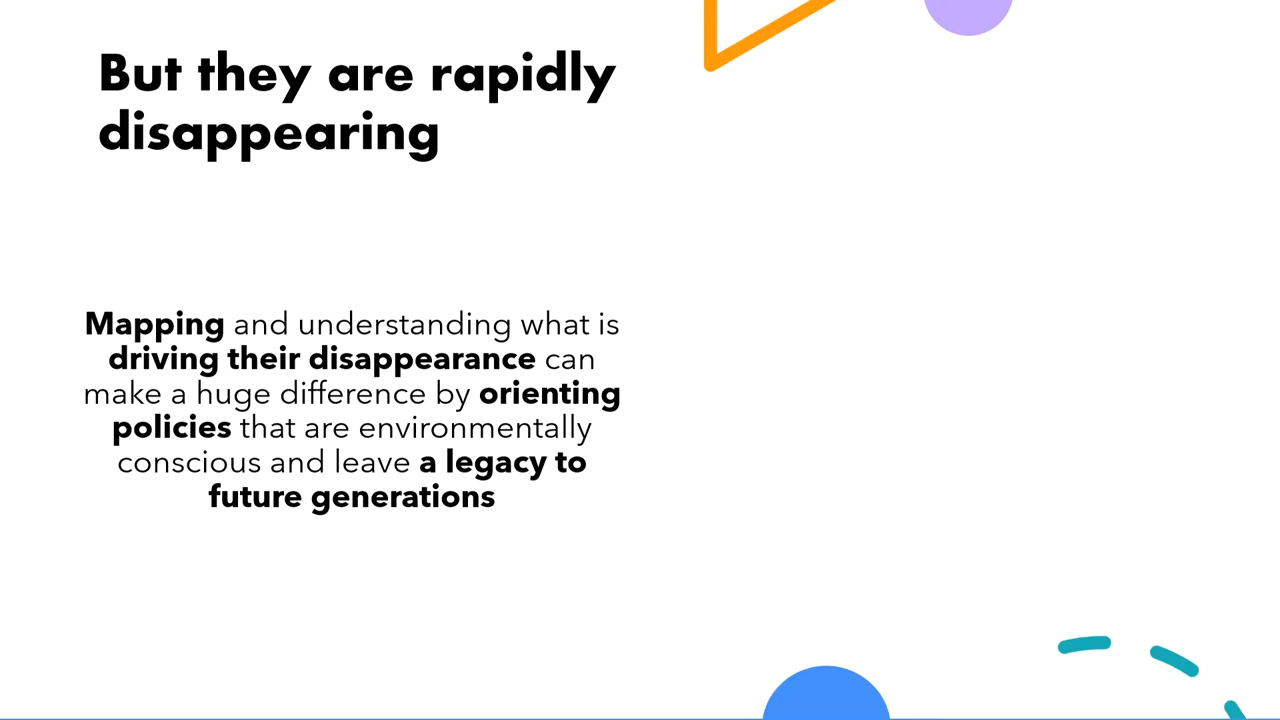 But they are rapidly
disappearing
Mapping and understanding what is
driving their disappearance can
make a huge difference by orienting
policies that are environmentally
conscious and leave a legacy to
future generations